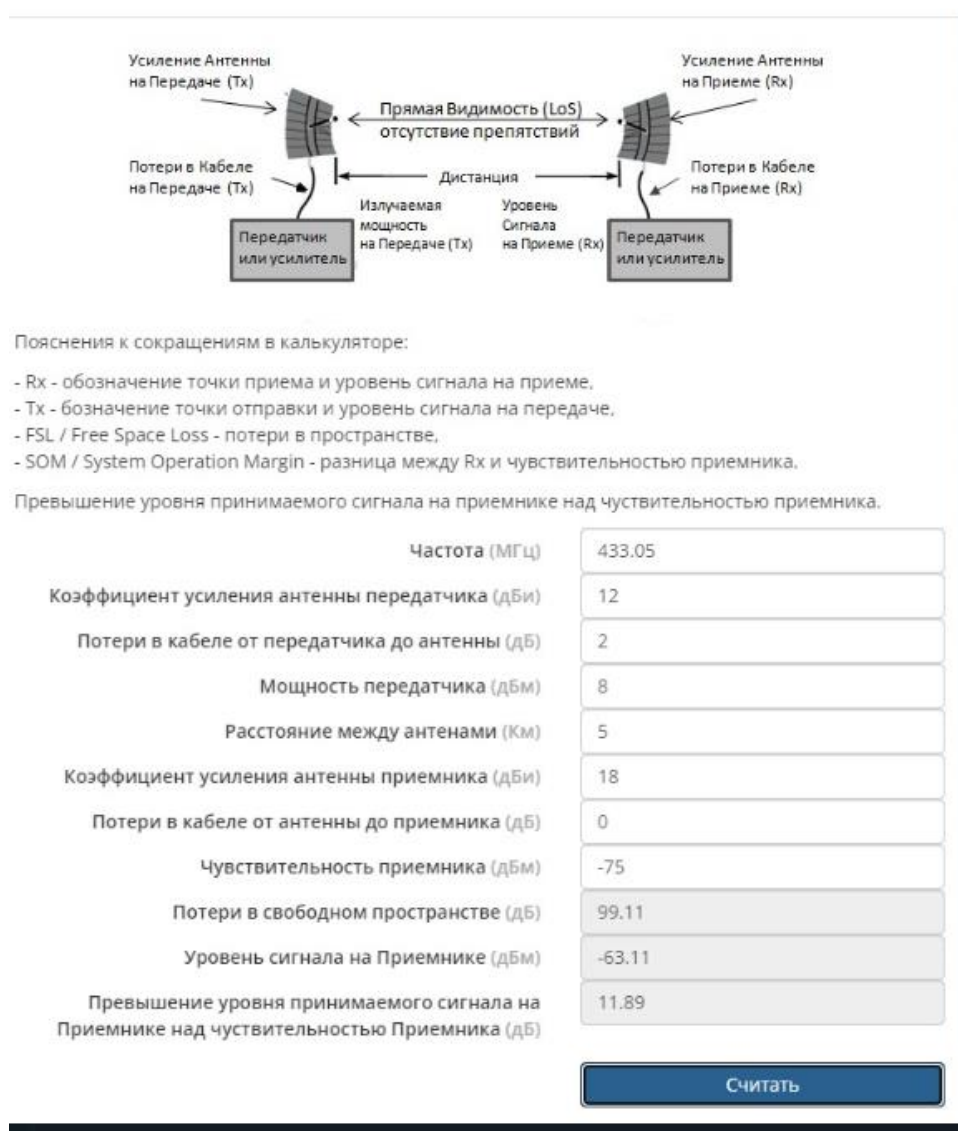 Усиление Антенны
на Передаче (Tx)
Усиление Антенны
на Приеме (Rx)
Прямая Видимость (LoS)
отсутствие препятствий
Потери в Кабеле
на Передаче (Tx)
Дистанция
Потери в Кабеле
на Приеме (Rx)
Излучаемая
мощность
на Передаче (Tx)
Уровень
Сигнала
на Приеме (Rx)
Передатчик
или усилитель
Передатчик
или усилитель
Пояснения к сокращениям в калькуляторе:
- Rx - обозначение точки приема и уровень сигнала на приеме,
- Tx - бозначение точки отправки и уровень сигнала на передаче,
- FSL / Free Space Loss - потери в пространстве,
- SOM / System Operation Margin - разница между Rx и чувствительностью приемника.
Превышение уровня принимаемого сигнала на приемнике над чуствительностью приемника.
Частота (МГц) 433.05
Коэффициент усиления антенны передатчика (дБи) 12
Потери в кабеле от передатчика до антенны (дБ) 2
Мощность передатчика (дБм) 8
Расстояние между антенами (Км) 5
Коэффициент усиления антенны приемника (дБи) 18
Потери в кабеле от антенны до приемника (дБ) 0
Чувствительность приемника (дБм) -75
Потери в свободном пространстве (дБ) 99.11
Уровень сигнала на Приемнике (дБм) -63.11
Превышение уровня принимаемого сигнала на 11.89
Приемнике над чуствительностью Приемника (дБ)
Считать